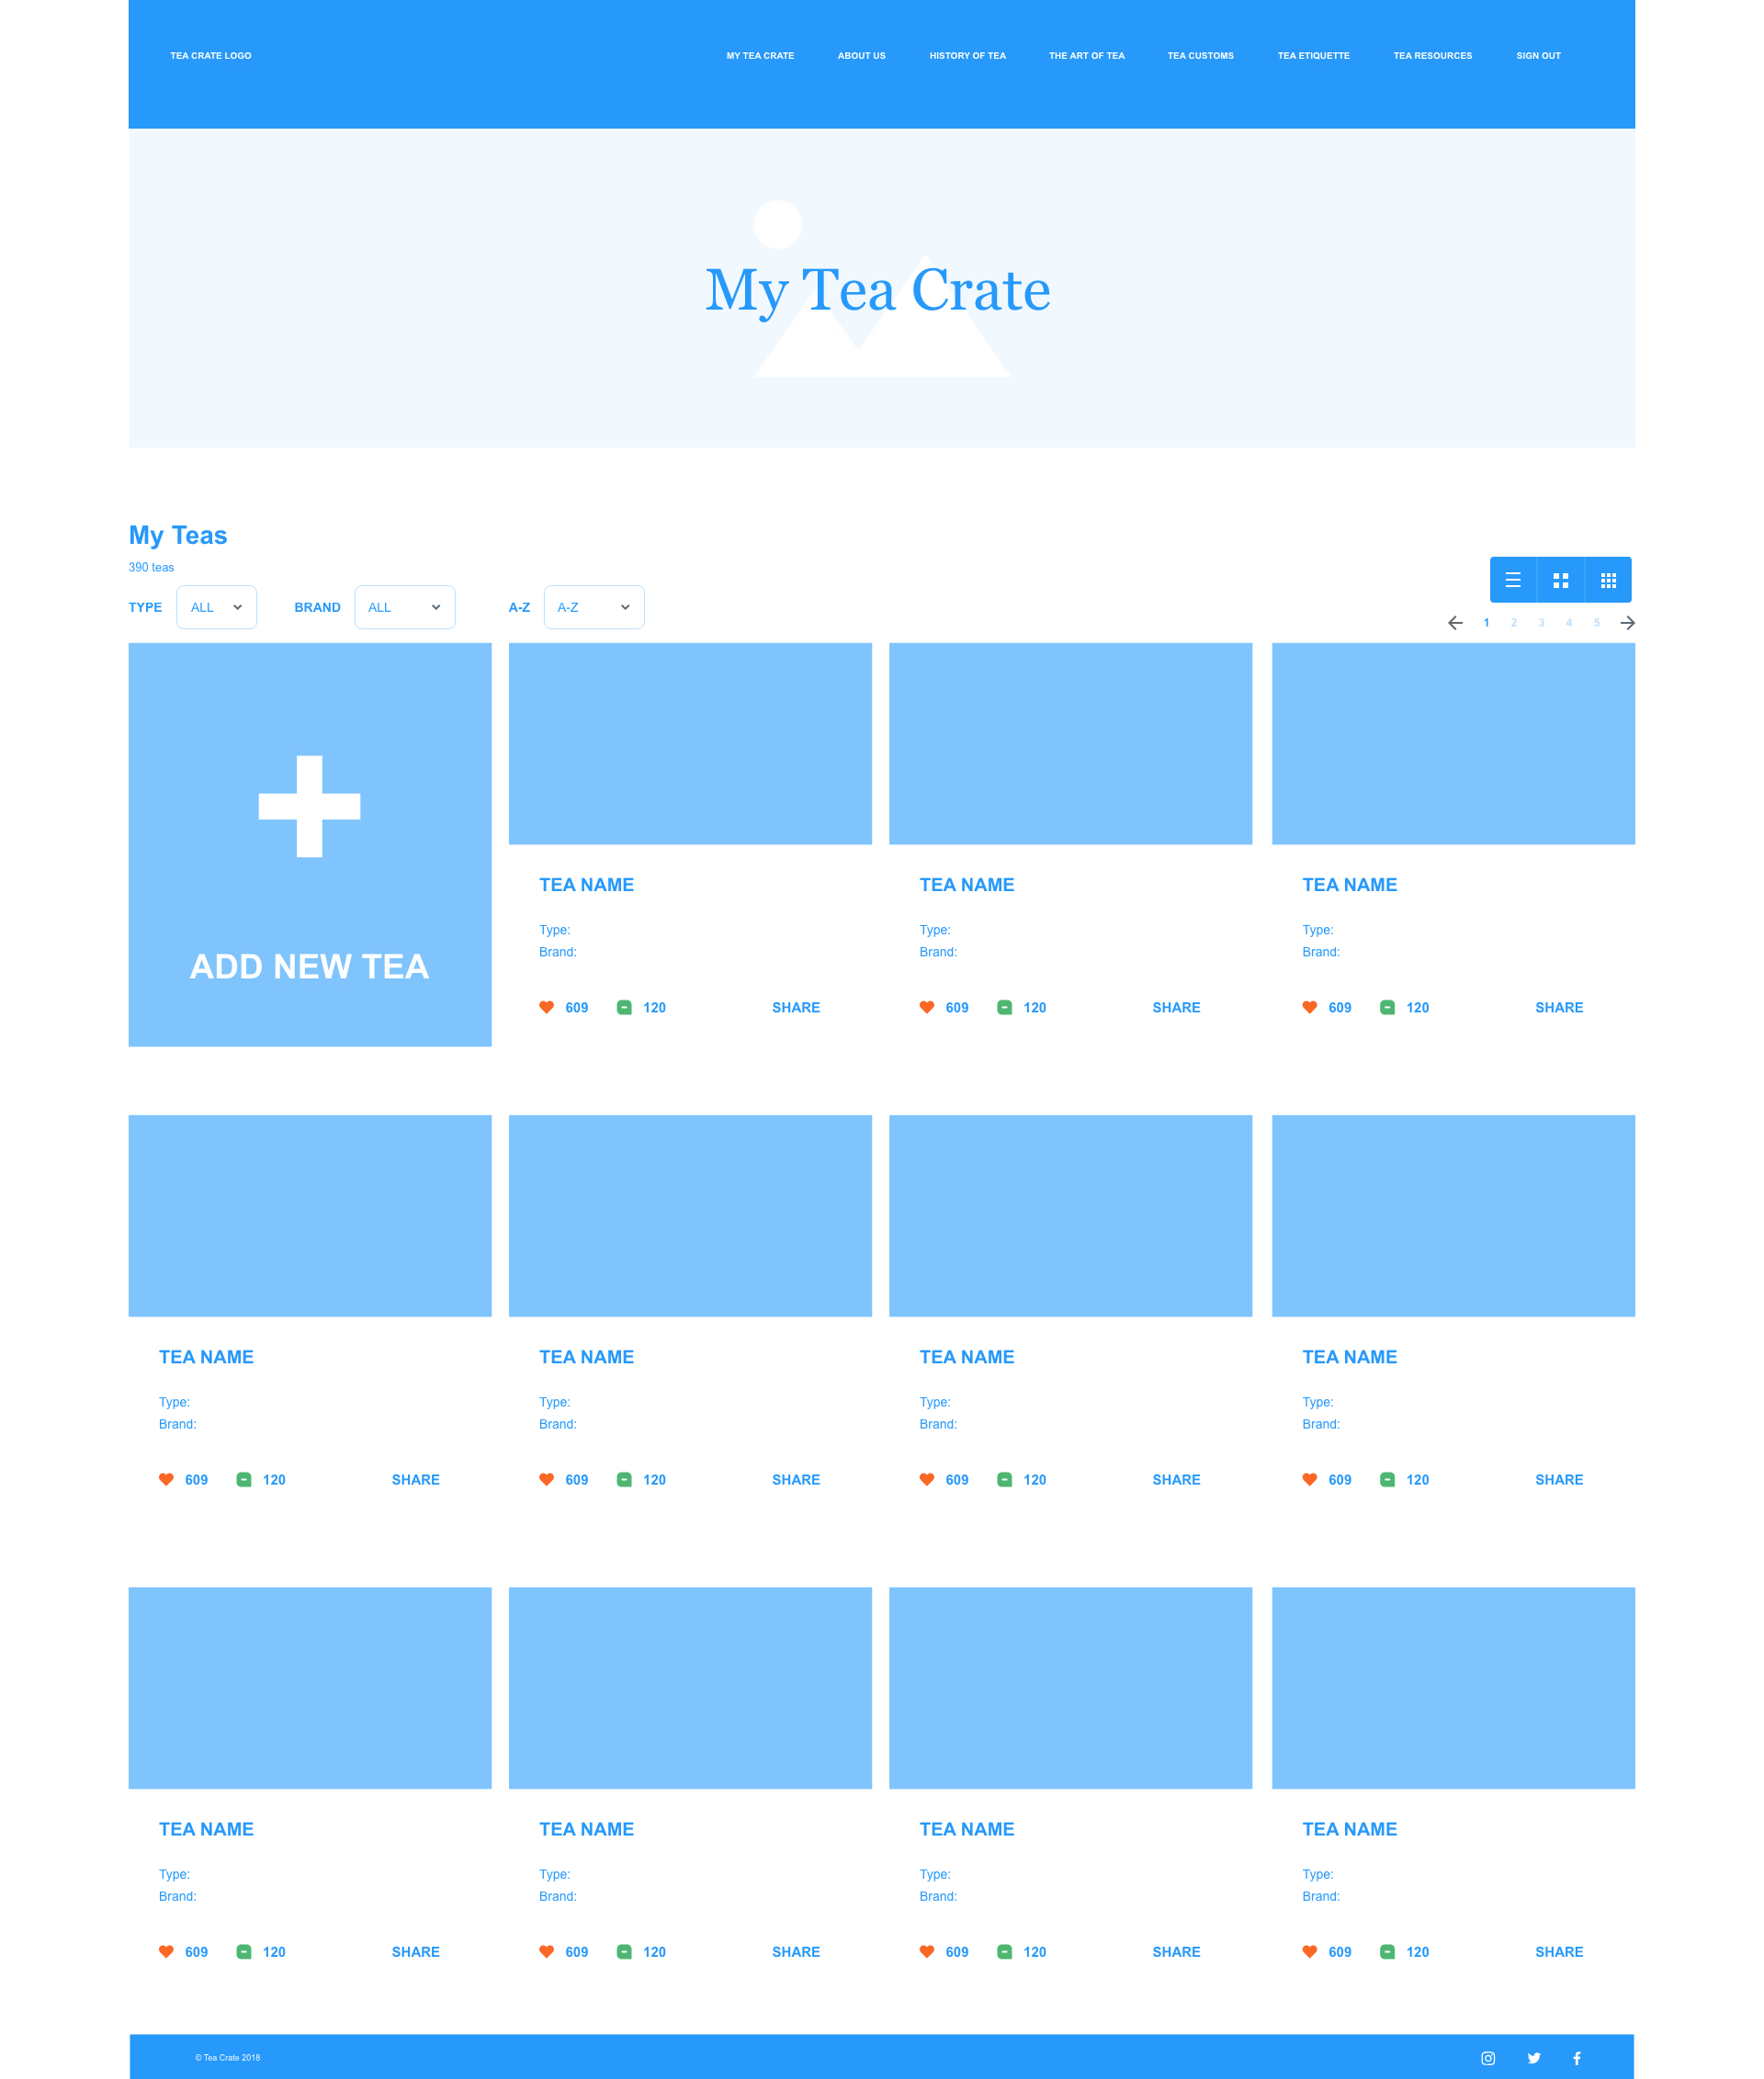 TEA CRATE LOGO MY TEA CRATE ABOUT US HISTORY OF TEA THE ART OF TEA TEA CUSTOMS TEA ETIQUETTE TEA RESOURCES SIGN OUT
My Tea Crate
My Teas
390 teas
TYPE ALL BRAND ALL A-Z A-Z
1 2 3 4 5
ADD NEW TEA
TEA NAME
Type:
Brand:
609 120 SHARE
TEA NAME
Type:
Brand:
609 120 SHARE
TEA NAME
Type:
Brand:
609 120 SHARE
TEA NAME
Type:
Brand:
609 120 SHARE
TEA NAME
Type:
Brand:
609 120 SHARE
TEA NAME
Type:
Brand:
609 120 SHARE
TEA NAME
Type:
Brand:
609 120 SHARE
TEA NAME
Type:
Brand:
609 120 SHARE
TEA NAME
Type:
Brand:
609 120 SHARE
TEA NAME
Type:
Brand:
609 120 SHARE
TEA NAME
Type:
Brand:
609 120 SHARE
© Tea Crate 2018